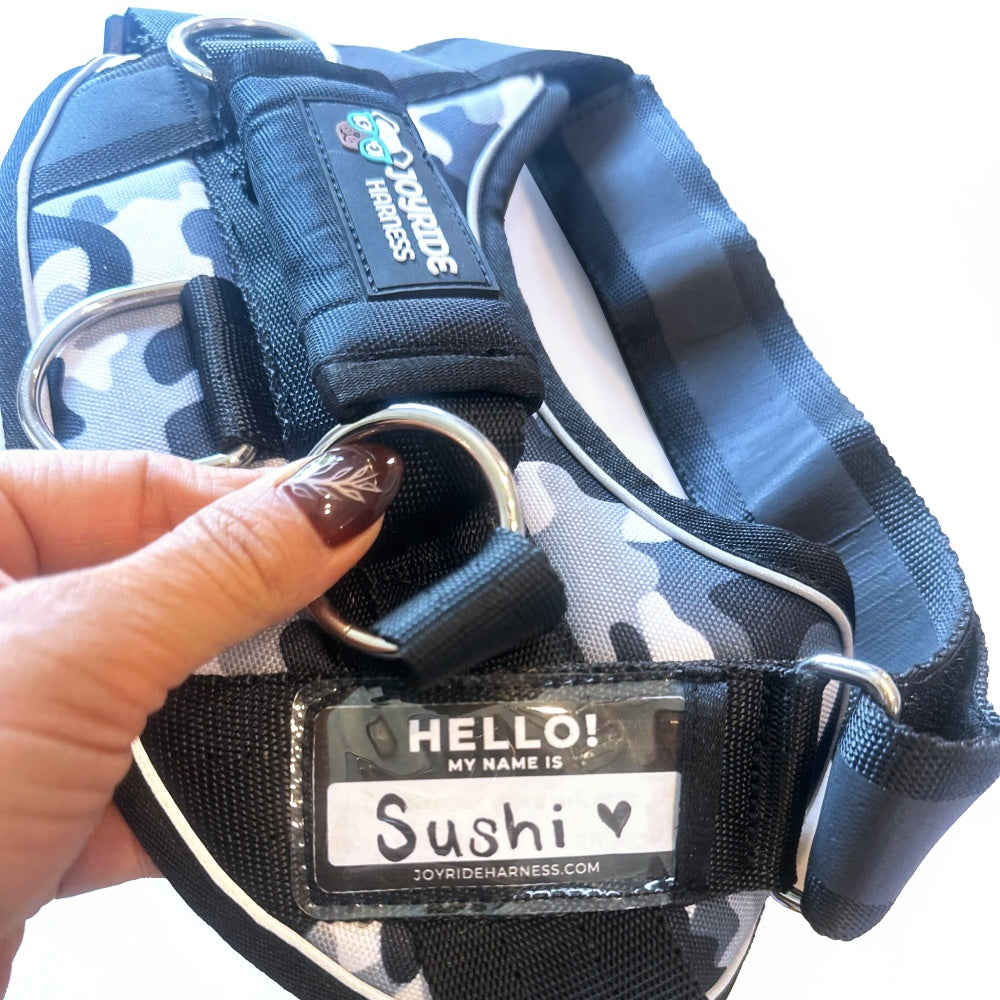 JOYRIDE
HARNESS
HELLO!
MY NAME IS
Sushi ♥
JOYRIDEHARNESS.COM